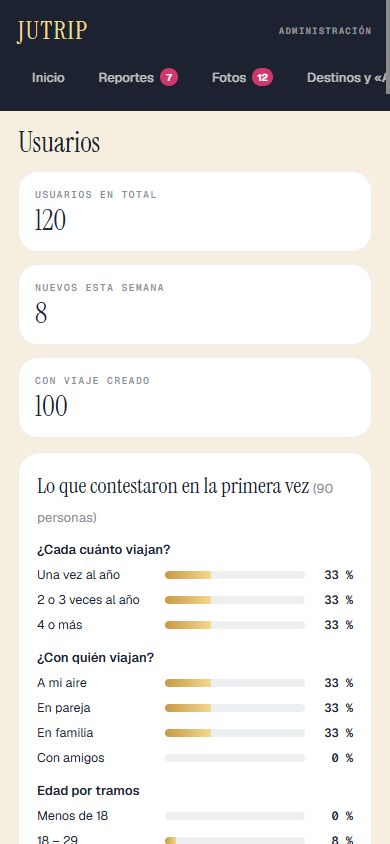 JUTRIP
ADMINISTRACIÓN
Inicio Reportes 7 Fotos 12 Destinos y «A
Usuarios
USUARIOS EN TOTAL
120
NUEVOS ESTA SEMANA
8
CON VIAJE CREADO
100
Lo que contestaron en la primera vez (90
personas)
¿Cada cuánto viajan?
Una vez al año 33 %
2 o 3 veces al año 33 %
4 o más 33 %
¿Con quién viajan?
A mi aire 33 %
En pareja 33 %
En familia 33 %
Con amigos 0 %
Edad por tramos
Menos de 18 0 %
18 – 29 8 %